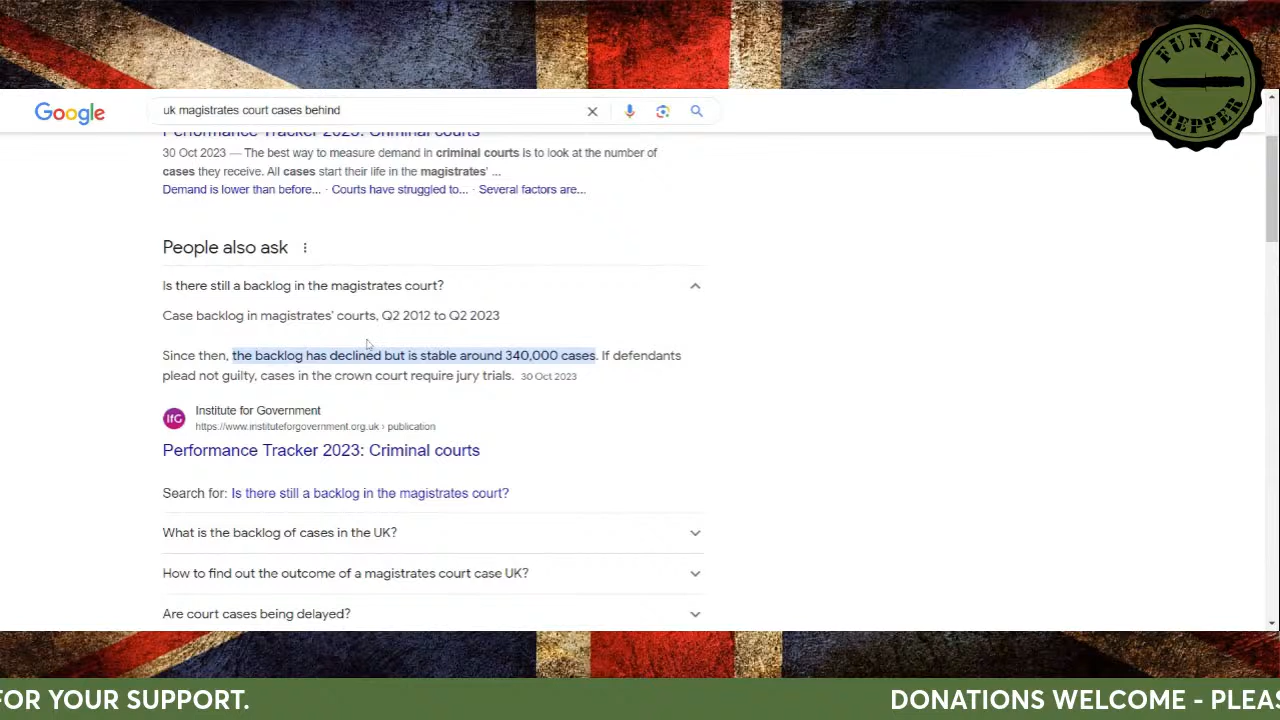 FUNKY
PREPPER
Google
uk magistrates court cases behind
Performance Tracker 2023: Criminal courts
30 Oct 2023 — The best way to measure demand in criminal courts is to look at the number of
cases they receive. All cases start their life in the magistrates' ...
Demand is lower than before... · Courts have struggled to... · Several factors are...
People also ask
Is there still a backlog in the magistrates court?
Case backlog in magistrates' courts, Q2 2012 to Q2 2023
Since then, the backlog has declined but is stable around 340,000 cases. If defendants
plead not guilty, cases in the crown court require jury trials. 30 Oct 2023
IfG
Institute for Government
https://www.instituteforgovernment.org.uk › publication
Performance Tracker 2023: Criminal courts
Search for: Is there still a backlog in the magistrates court?
What is the backlog of cases in the UK?
How to find out the outcome of a magistrates court case UK?
Are court cases being delayed?
FOR YOUR SUPPORT.
DONATIONS WELCOME - PLEAS